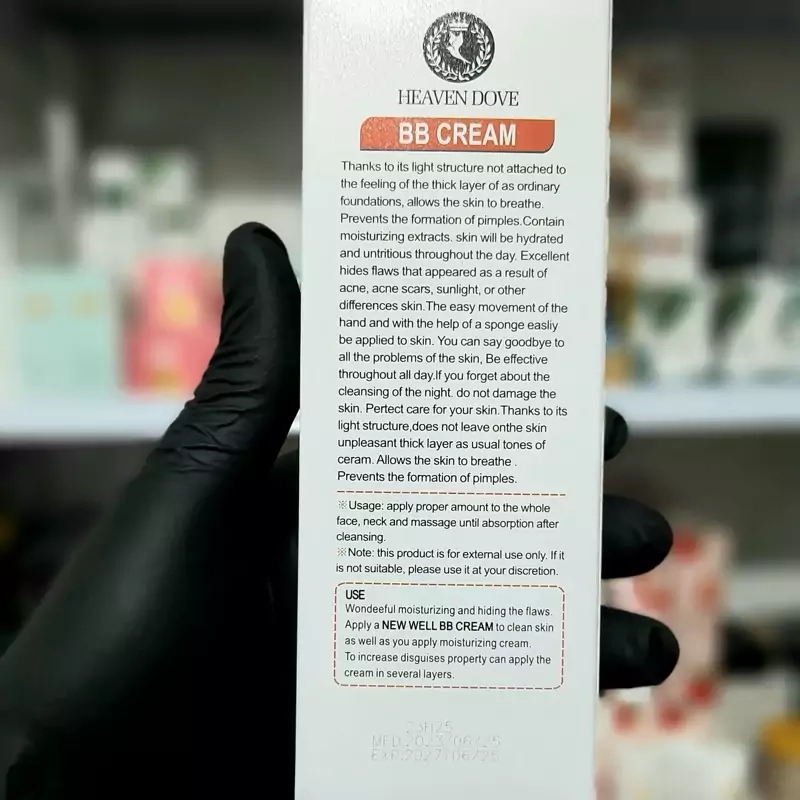 HEAVEN DOVE
BB CREAM
Thanks to its light structure not attached to
the feeling of the thick layer of as ordinary
foundations, allows the skin to breathe.
Prevents the formation of pimples.Contain
moisturizing extracts. skin will be hydrated
and untritious throughout the day. Excellent
hides flaws that appeared as a result of
acne, acne scars, sunlight, or other
differences skin.The easy movement of the
hand and with the help of a sponge easliy
be applied to skin. You can say goodbye to
all the problems of the skin, Be effective
throughout all day.If you forget about the
cleansing of the night. do not damage the
skin. Pertect care for your skin.Thanks to its
light structure,does not leave onthe skin
unpleasant thick layer as usual tones of
ceram. Allows the skin to breathe .
Prevents the formation of pimples.
※Usage: apply proper amount to the whole
face, neck and massage until absorption after
cleansing.
※Note: this product is for external use only. If it
is not suitable, please use it at your discretion.
USE
Wondeeful moisturizing and hiding the flaws.
Apply a NEW WELL BB CREAM to clean skin
as well as you apply moisturizing cream.
To increase disguises property can apply the
cream in several layers.
MFD:2023/06/25
EXP:2027/06/25